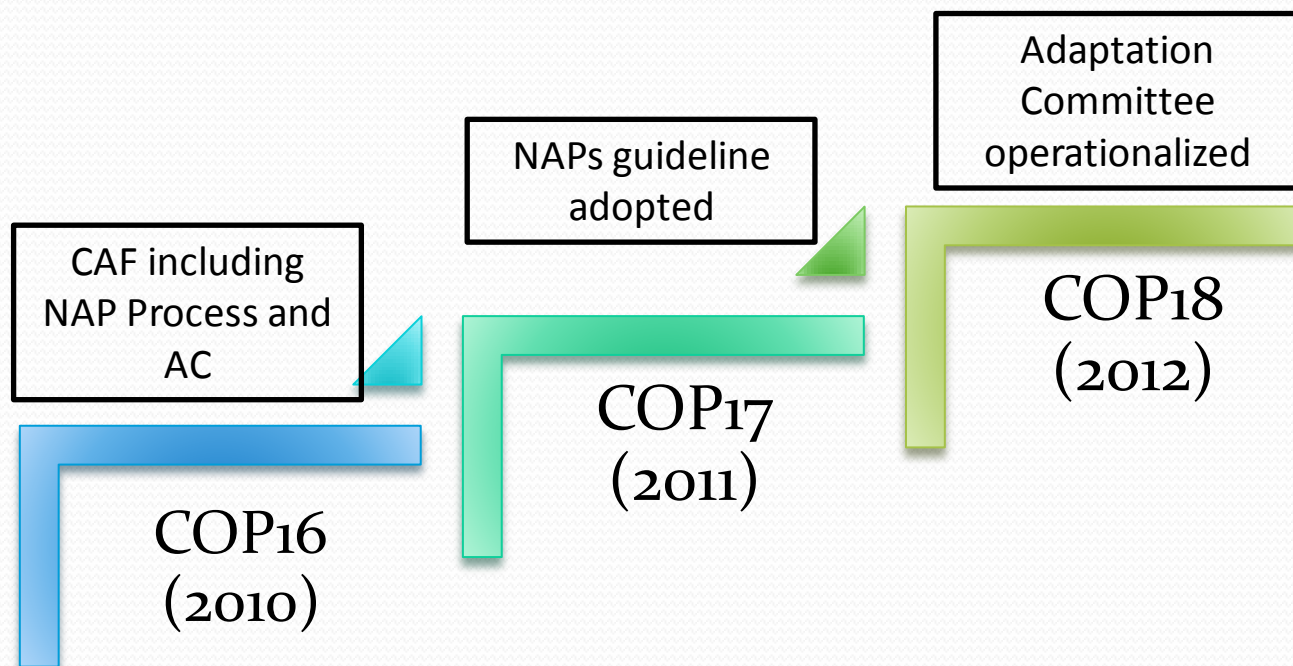 CAF including
NAP Process and
AC
COP16
(2010)
NAPs guideline
adopted
COP17
(2011)
Adaptation
Committee
operationalized
COP18
(2012)